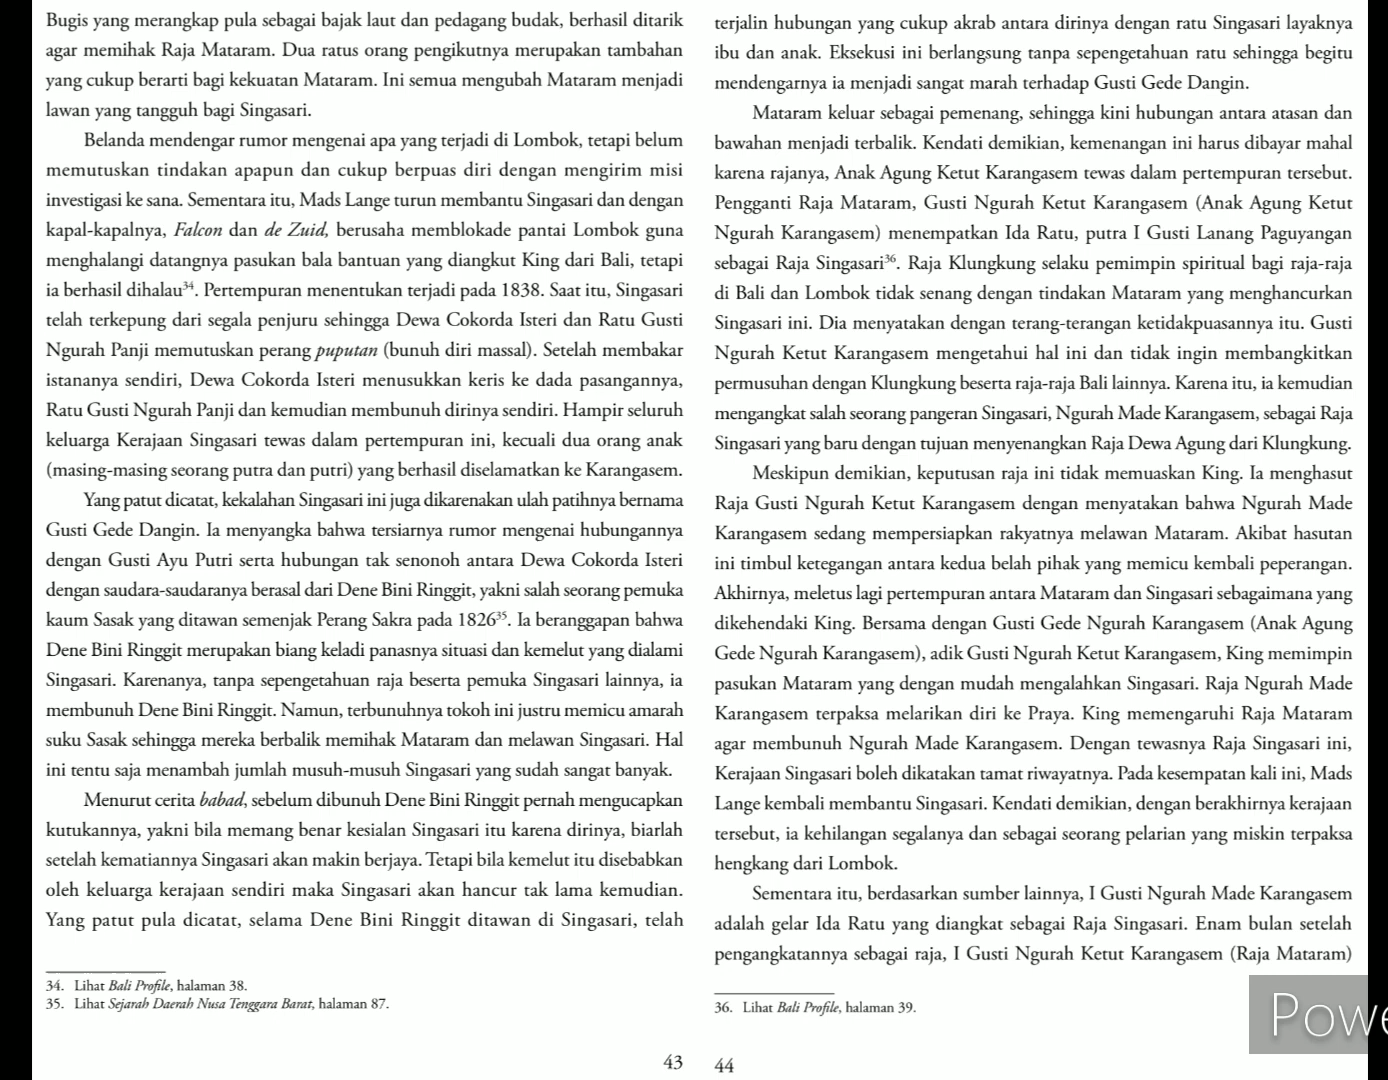 Bugis yang merangkap pula sebagai bajak laut dan pedagang budak, berhasil ditarik
agar memihak Raja Mataram. Dua ratus orang pengikutnya merupakan tambahan
yang cukup berarti bagi kekuatan Mataram. Ini semua mengubah Mataram menjadi
lawan yang tangguh bagi Singasari.
Belanda mendengar rumor mengenai apa yang terjadi di Lombok, tetapi belum
memutuskan tindakan apapun dan cukup berpuas diri dengan mengirim misi
investigasi ke sana. Sementara itu, Mads Lange turun membantu Singasari dan dengan
kapal-kapalnya, Falcon dan de Zuid, berusaha memblokade pantai Lombok guna
menghalangi datangnya pasukan bala bantuan yang diangkut King dari Bali, tetapi
ia berhasil dihalau³⁴. Pertempuran menentukan terjadi pada 1838. Saat itu, Singasari
telah terkepung dari segala penjuru sehingga Dewa Cokorda Isteri dan Ratu Gusti
Ngurah Panji memutuskan perang puputan (bunuh diri massal). Setelah membakar
istananya sendiri, Dewa Cokorda Isteri menusukkan keris ke dada pasangannya,
Ratu Gusti Ngurah Panji dan kemudian membunuh dirinya sendiri. Hampir seluruh
keluarga Kerajaan Singasari tewas dalam pertempuran ini, kecuali dua orang anak
(masing-masing seorang putra dan putri) yang berhasil diselamatkan ke Karangasem.
Yang patut dicatat, kekalahan Singasari ini juga dikarenakan ulah patihnya bernama
Gusti Gede Dangin. Ia menyangka bahwa tersiarnya rumor mengenai hubungannya
dengan Gusti Ayu Putri serta hubungan tak senonoh antara Dewa Cokorda Isteri
dengan saudara-saudaranya berasal dari Dene Bini Ringgit, yakni salah seorang pemuka
kaum Sasak yang ditawan semenjak Perang Sakra pada 1826³⁵. Ia beranggapan bahwa
Dene Bini Ringgit merupakan biang keladi panasnya situasi dan kemelut yang dialami
Singasari. Karenanya, tanpa sepengetahuan raja beserta pemuka Singasari lainnya, ia
membunuh Dene Bini Ringgit. Namun, terbunuhnya tokoh ini justru memicu amarah
suku Sasak sehingga mereka berbalik memihak Mataram dan melawan Singasari. Hal
ini tentu saja menambah jumlah musuh-musuh Singasari yang sudah sangat banyak.
Menurut cerita babad, sebelum dibunuh Dene Bini Ringgit pernah mengucapkan
kutukannya, yakni bila memang benar kesialan Singasari itu karena dirinya, biarlah
setelah kematiannya Singasari akan makin berjaya. Tetapi bila kemelut itu disebabkan
oleh keluarga kerajaan sendiri maka Singasari akan hancur tak lama kemudian.
Yang patut pula dicatat, selama Dene Bini Ringgit ditawan di Singasari, telah
34. Lihat Bali Profile, halaman 38.
35. Lihat Sejarah Daerah Nusa Tenggara Barat, halaman 87.
43
terjalin hubungan yang cukup akrab antara dirinya dengan ratu Singasari layaknya
ibu dan anak. Eksekusi ini berlangsung tanpa sepengetahuan ratu sehingga begitu
mendengarnya ia menjadi sangat marah terhadap Gusti Gede Dangin.
Mataram keluar sebagai pemenang, sehingga kini hubungan antara atasan dan
bawahan menjadi terbalik. Kendati demikian, kemenangan ini harus dibayar mahal
karena rajanya, Anak Agung Ketut Karangasem tewas dalam pertempuran tersebut.
Pengganti Raja Mataram, Gusti Ngurah Ketut Karangasem (Anak Agung Ketut
Ngurah Karangasem) menempatkan Ida Ratu, putra I Gusti Lanang Paguyangan
sebagai Raja Singasari³⁶. Raja Klungkung selaku pemimpin spiritual bagi raja-raja
di Bali dan Lombok tidak senang dengan tindakan Mataram yang menghancurkan
Singasari ini. Dia menyatakan dengan terang-terangan ketidakpuasannya itu. Gusti
Ngurah Ketut Karangasem mengetahui hal ini dan tidak ingin membangkitkan
permusuhan dengan Klungkung beserta raja-raja Bali lainnya. Karena itu, ia kemudian
mengangkat salah seorang pangeran Singasari, Ngurah Made Karangasem, sebagai Raja
Singasari yang baru dengan tujuan menyenangkan Raja Dewa Agung dari Klungkung.
Meskipun demikian, keputusan raja ini tidak memuaskan King. Ia menghasut
Raja Gusti Ngurah Ketut Karangasem dengan menyatakan bahwa Ngurah Made
Karangasem sedang mempersiapkan rakyatnya melawan Mataram. Akibat hasutan
ini timbul ketegangan antara kedua belah pihak yang memicu kembali peperangan.
Akhirnya, meletus lagi pertempuran antara Mataram dan Singasari sebagaimana yang
dikehendaki King. Bersama dengan Gusti Gede Ngurah Karangasem (Anak Agung
Gede Ngurah Karangasem), adik Gusti Ngurah Ketut Karangasem, King memimpin
pasukan Mataram yang dengan mudah mengalahkan Singasari. Raja Ngurah Made
Karangasem terpaksa melarikan diri ke Praya. King memengaruhi Raja Mataram
agar membunuh Ngurah Made Karangasem. Dengan tewasnya Raja Singasari ini,
Kerajaan Singasari boleh dikatakan tamat riwayatnya. Pada kesempatan kali ini, Mads
Lange kembali membantu Singasari. Kendati demikian, dengan berakhirnya kerajaan
tersebut, ia kehilangan segalanya dan sebagai seorang pelarian yang miskin terpaksa
hengkang dari Lombok.
Sementara itu, berdasarkan sumber lainnya, I Gusti Ngurah Made Karangasem
adalah gelar Ida Ratu yang diangkat sebagai Raja Singasari. Enam bulan setelah
pengangkatannya sebagai raja, I Gusti Ngurah Ketut Karangasem (Raja Mataram)
36. Lihat Bali Profile, halaman 39.
44